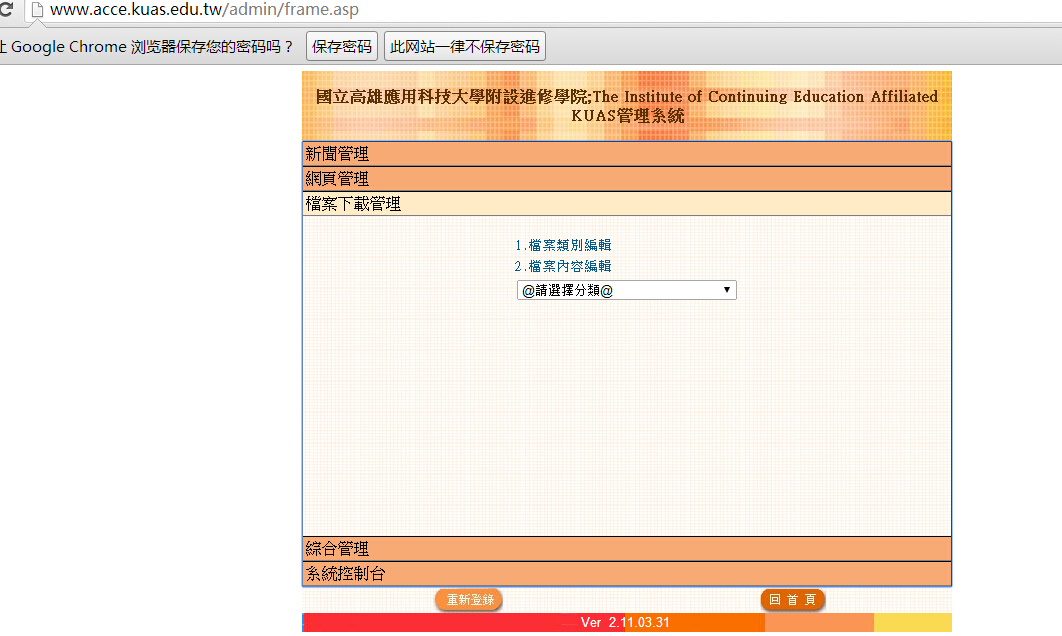 www.acce.kuas.edu.tw/admin/frame.asp
Google Chrome 浏览器保存您的密码吗？ 保存密码 此网站一律不保存密码
國立高雄應用科技大學附設進修學院;The Institute of Continuing Education Affiliated
KUAS管理系統
新聞管理
網頁管理
檔案下載管理
1.檔案類別編輯
2.檔案內容編輯
@請選擇分類@
綜合管理
系統控制台
重新登錄 回首頁
Ver 2.11.03.31